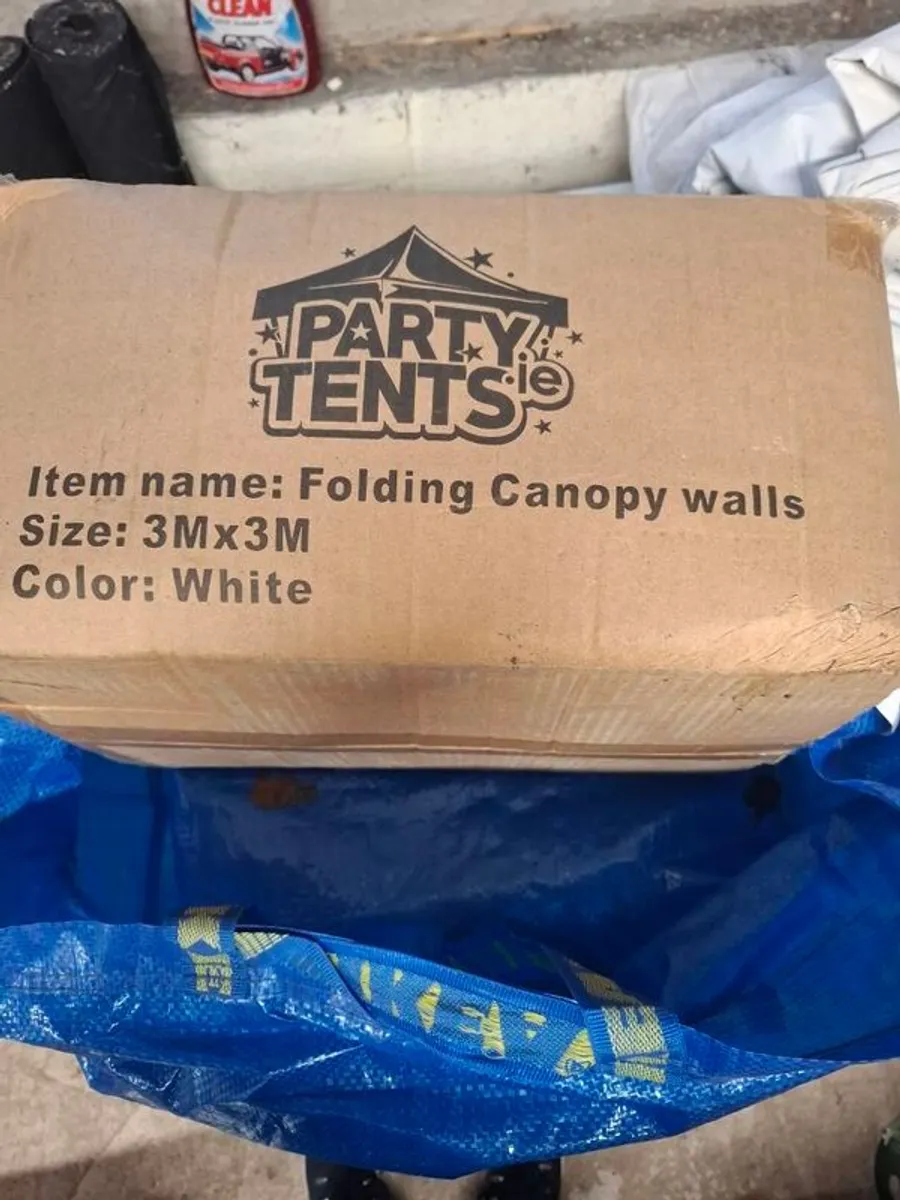 CLEAN
PARTY
TENTS.ie
Item name: Folding Canopy walls
Size: 3Mx3M
Color: White